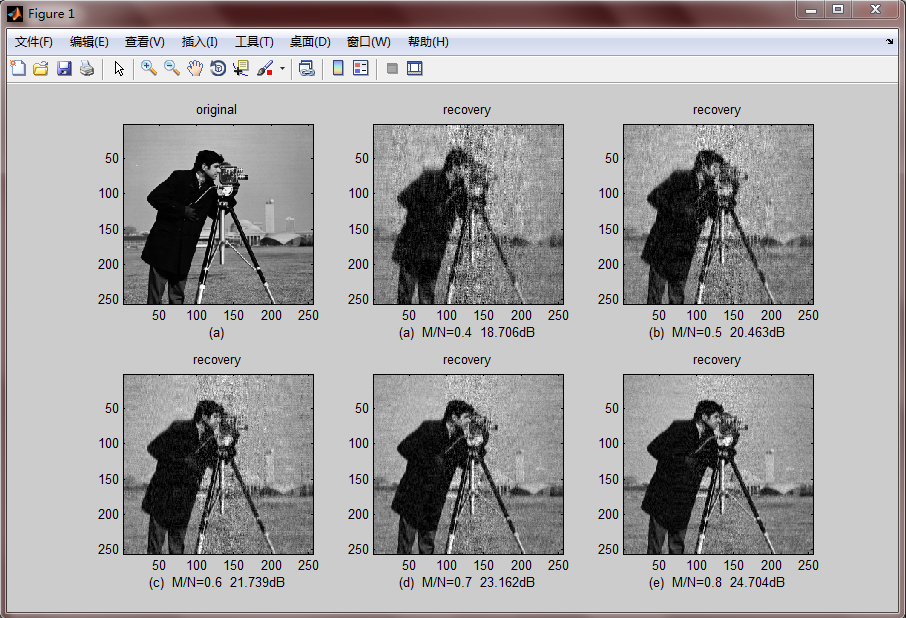 Figure 1
文件(F) 编辑(E) 查看(V) 插入(I) 工具(T) 桌面(D) 窗口(W) 帮助(H)
original
50
100
150
200
250
50 100 150 200 250
(a)
recovery
50
100
150
200
250
50 100 150 200 250
(a) M/N=0.4 18.706dB
recovery
50
100
150
200
250
50 100 150 200 250
(b) M/N=0.5 20.463dB
recovery
50
100
150
200
250
50 100 150 200 250
(c) M/N=0.6 21.739dB
recovery
50
100
150
200
250
50 100 150 200 250
(d) M/N=0.7 23.162dB
recovery
50
100
150
200
250
50 100 150 200 250
(e) M/N=0.8 24.704dB